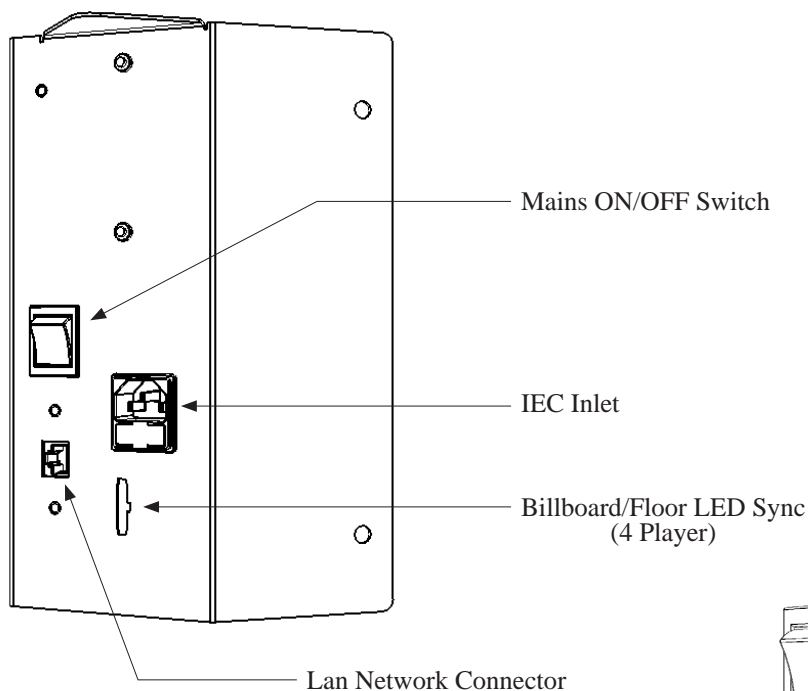 Mains ON/OFF Switch
IEC Inlet
Billboard/Floor LED Sync
(4 Player)
Lan Network Connector